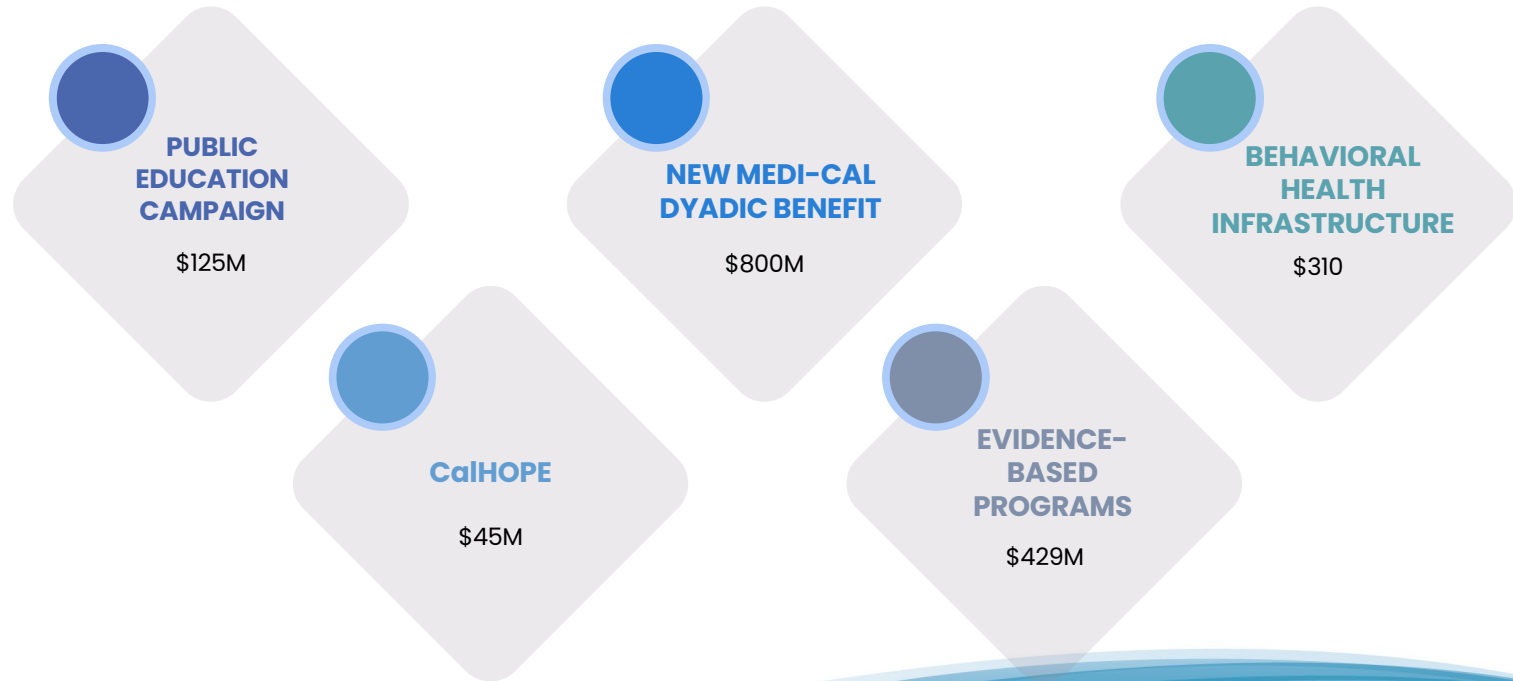 PUBLIC
EDUCATION
CAMPAIGN
$125M
NEW MEDI-CAL
DYADIC BENEFIT
$800M
BEHAVIORAL
HEALTH
INFRASTRUCTURE
$310
CalHOPE
$45M
EVIDENCE-
BASED
PROGRAMS
$429M